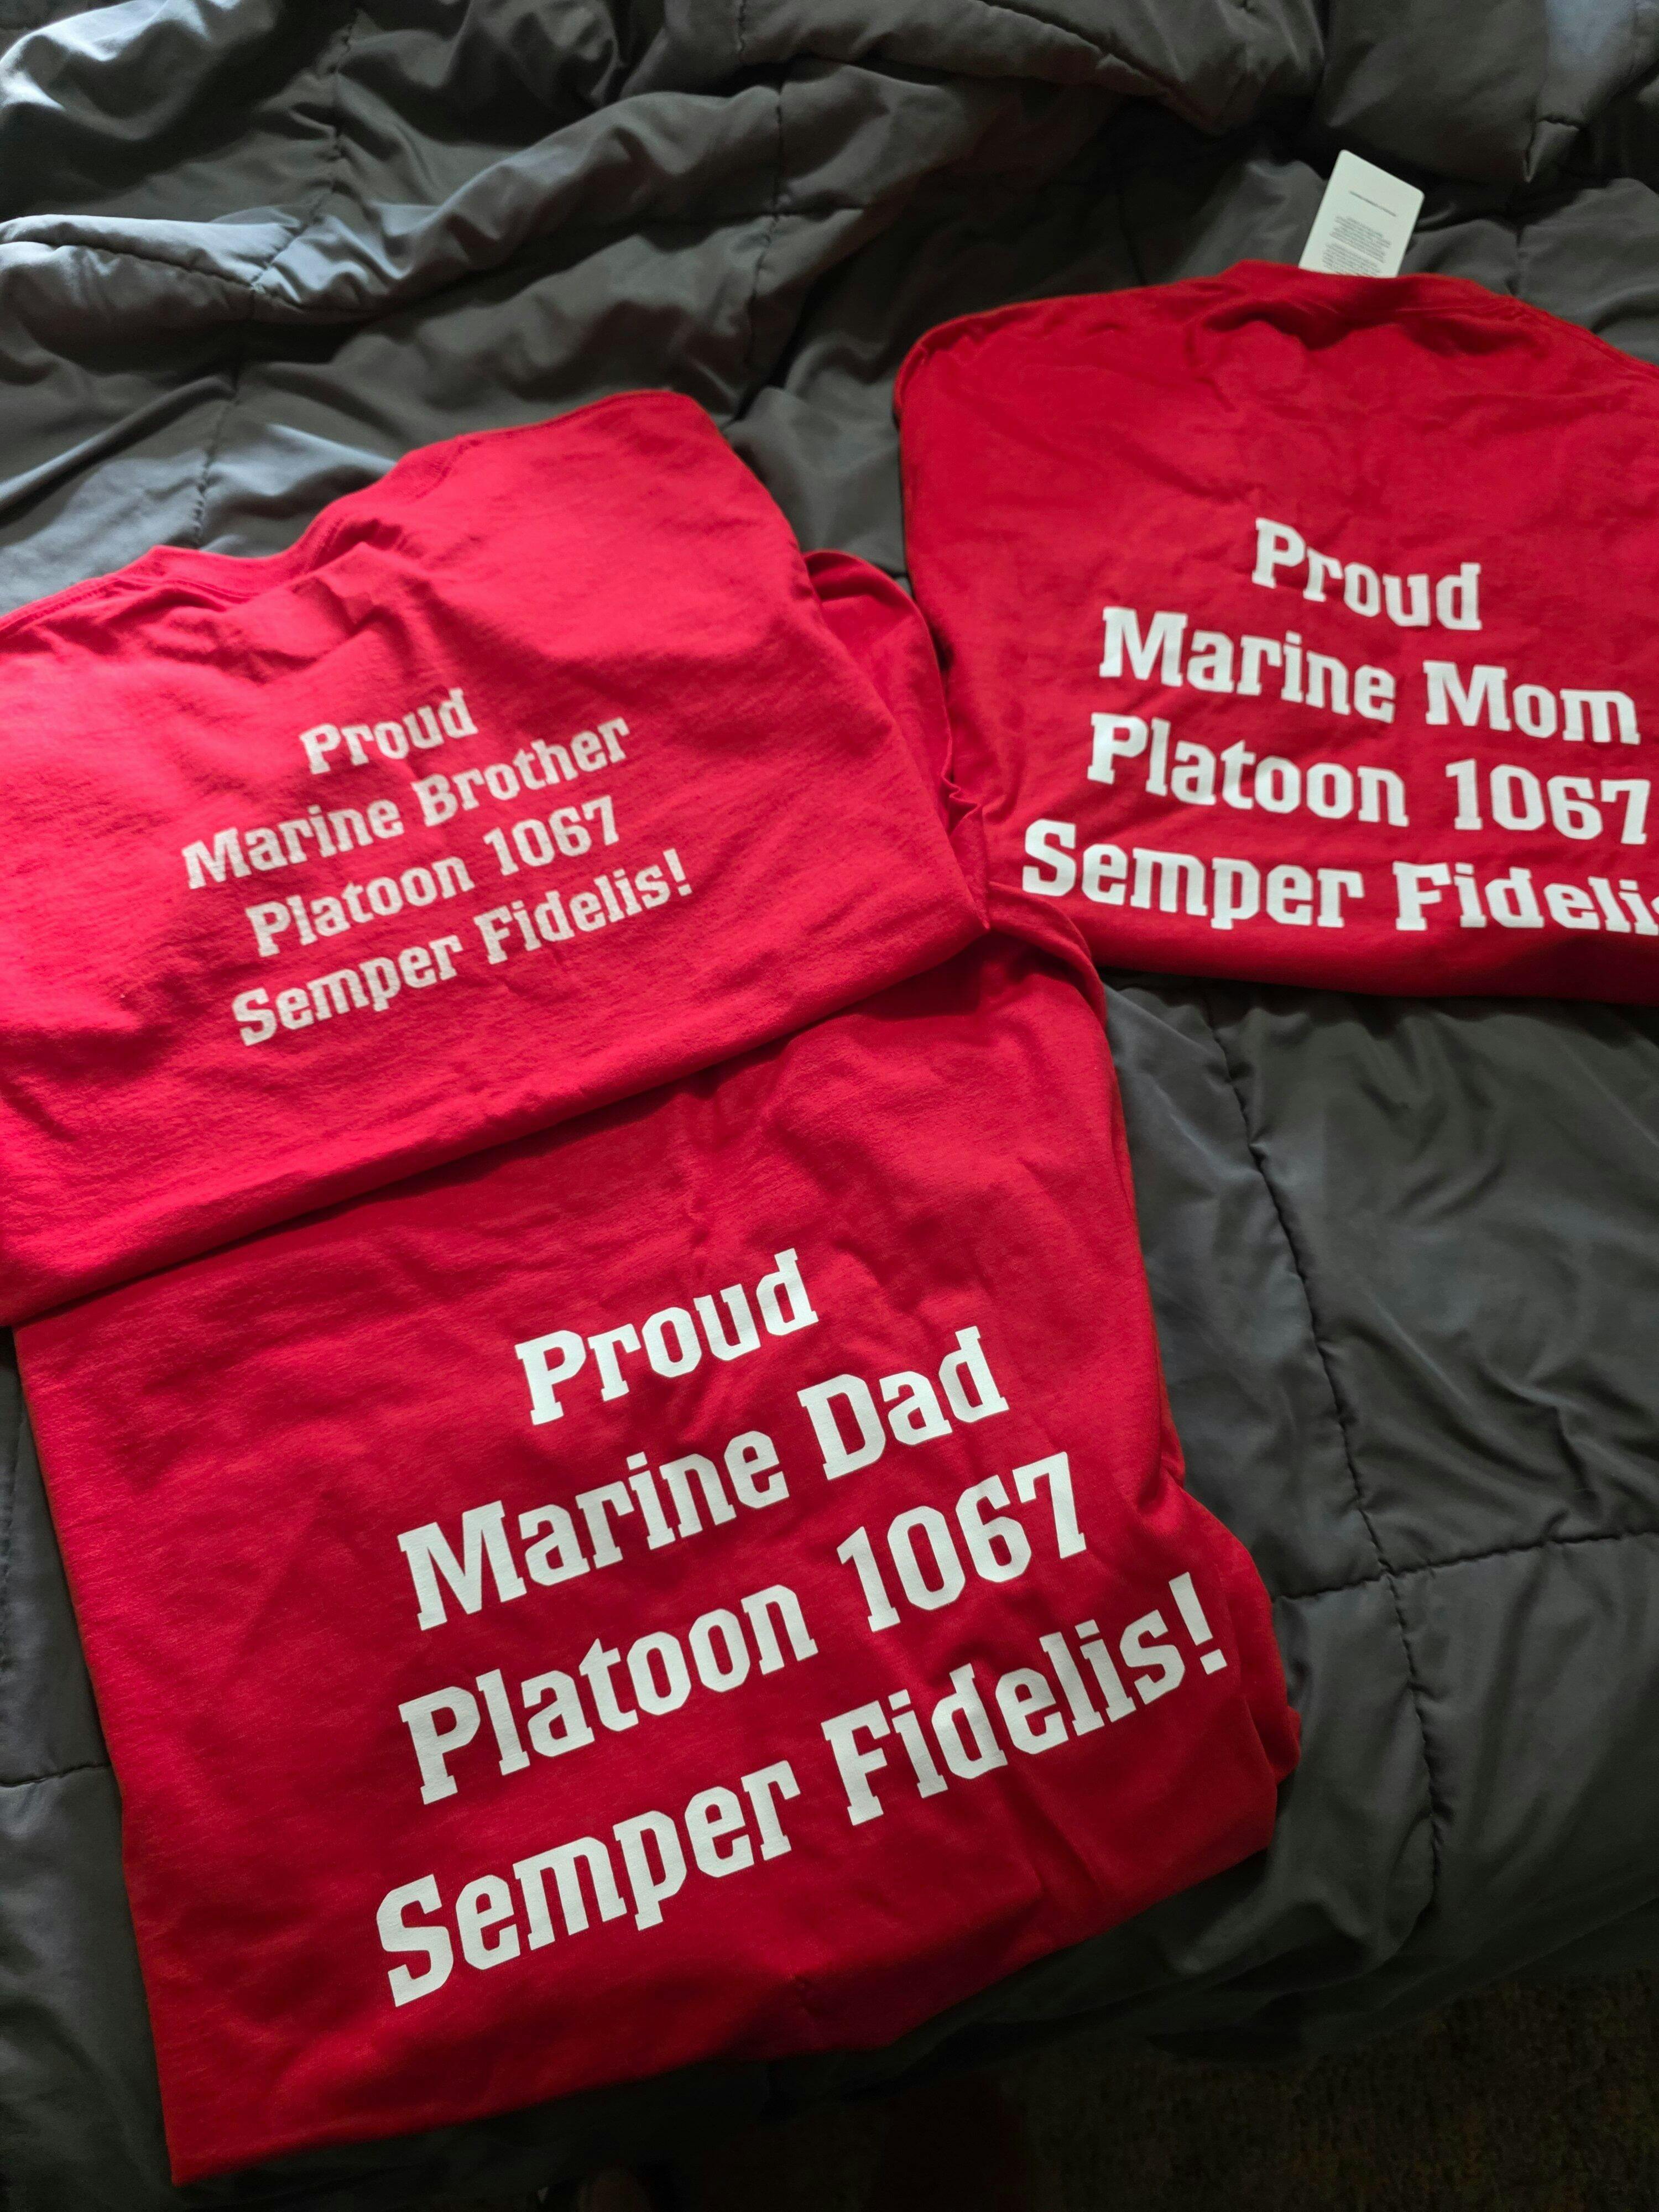 Proud
Marine Brother
Platoon 1067
Semper Fidelis!
Proud
Marine Mom
Platoon 1067
Semper Fidelis
Proud
Marine Dad
Platoon 1067
Semper Fidelis!